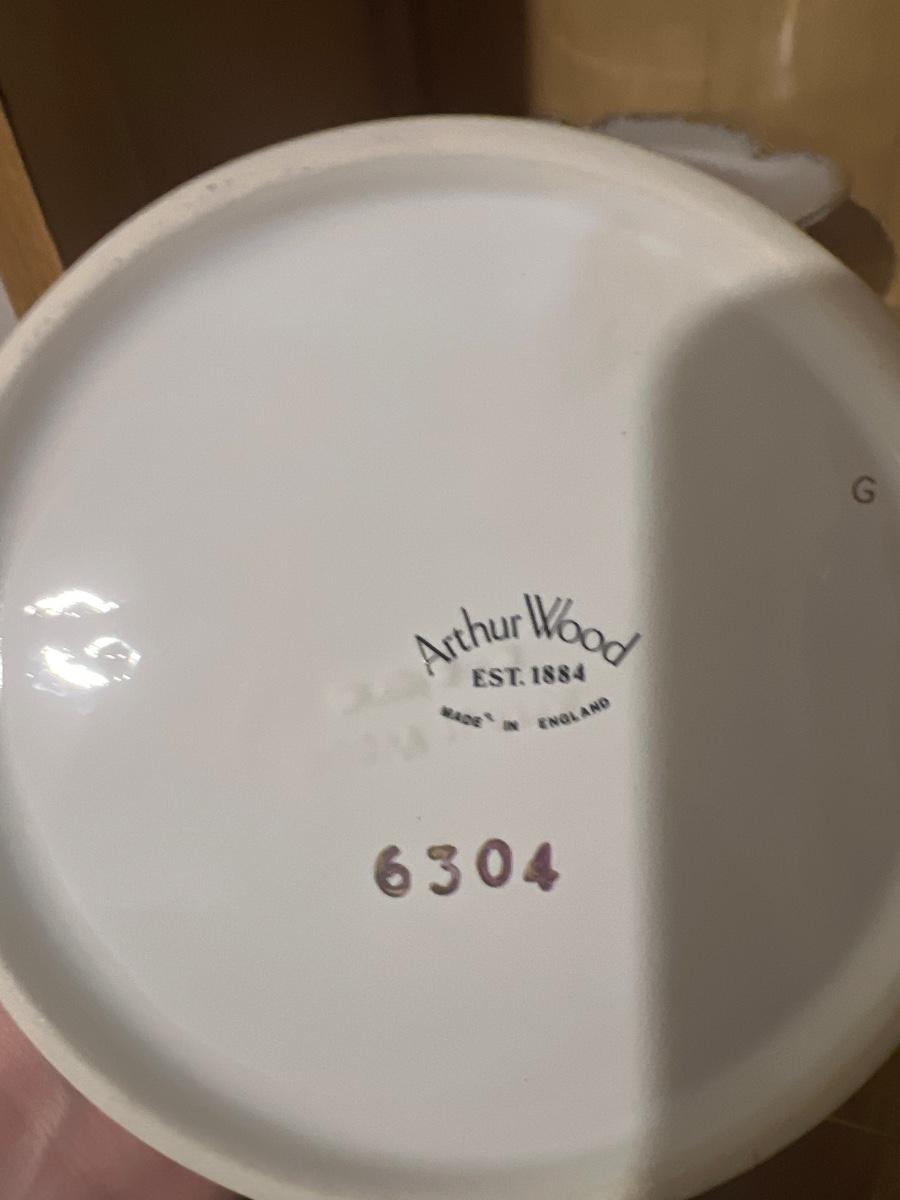 G
Arthur Wood
EST. 1884
MADE IN ENGLAND
6304